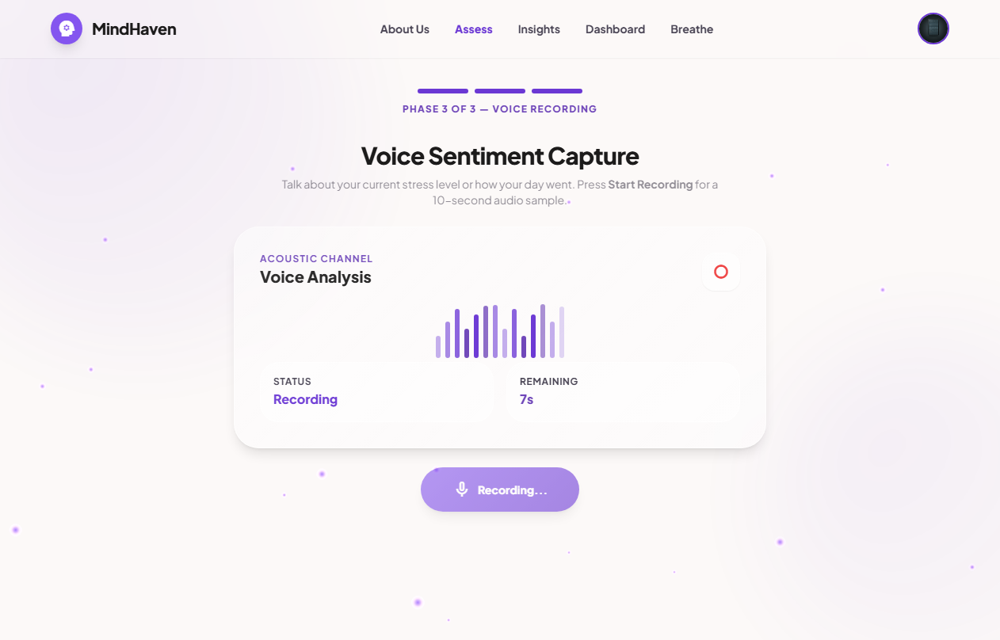 MindHaven
About Us
Assess
Insights
Dashboard
Breathe
PHASE 3 OF 3 — VOICE RECORDING
Voice Sentiment Capture
Talk about your current stress level or how your day went. Press Start Recording for a
10-second audio sample.
ACOUSTIC CHANNEL
Voice Analysis
STATUS
Recording
REMAINING
7s
Recording...